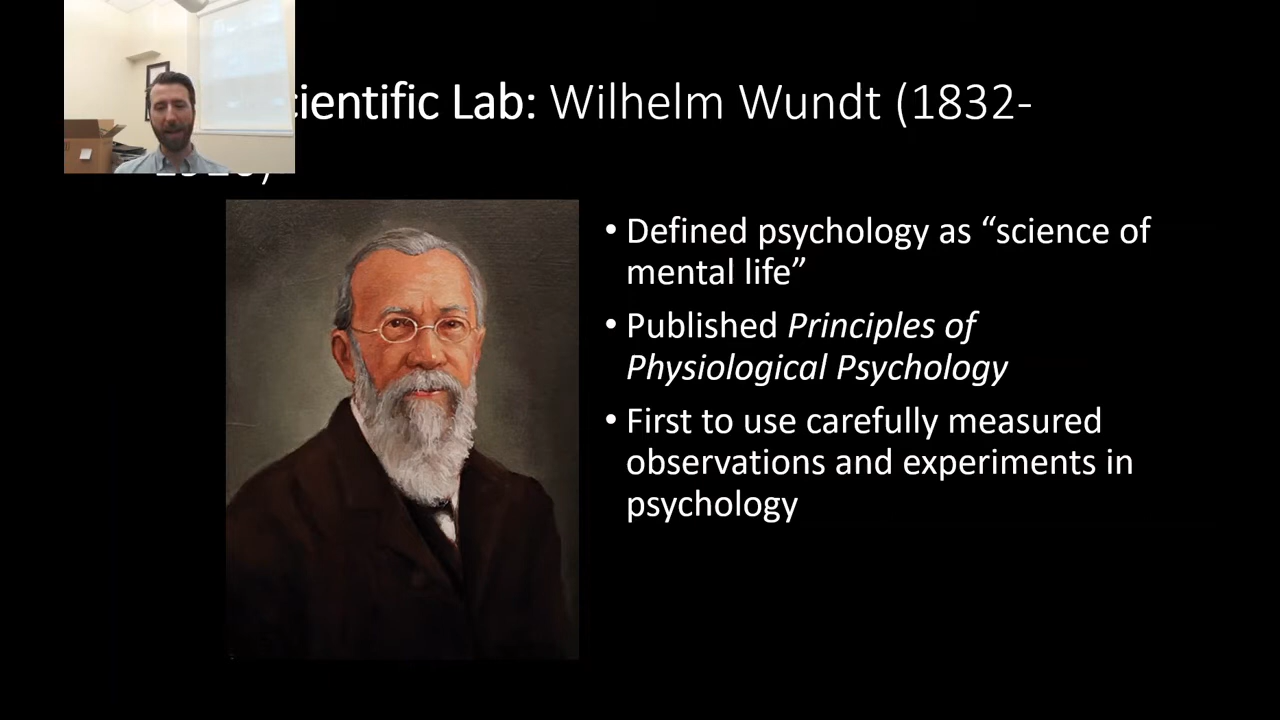 cientific Lab: Wilhelm Wundt (1832-
• Defined psychology as “science of
mental life”
• Published Principles of
Physiological Psychology
• First to use carefully measured
observations and experiments in
psychology